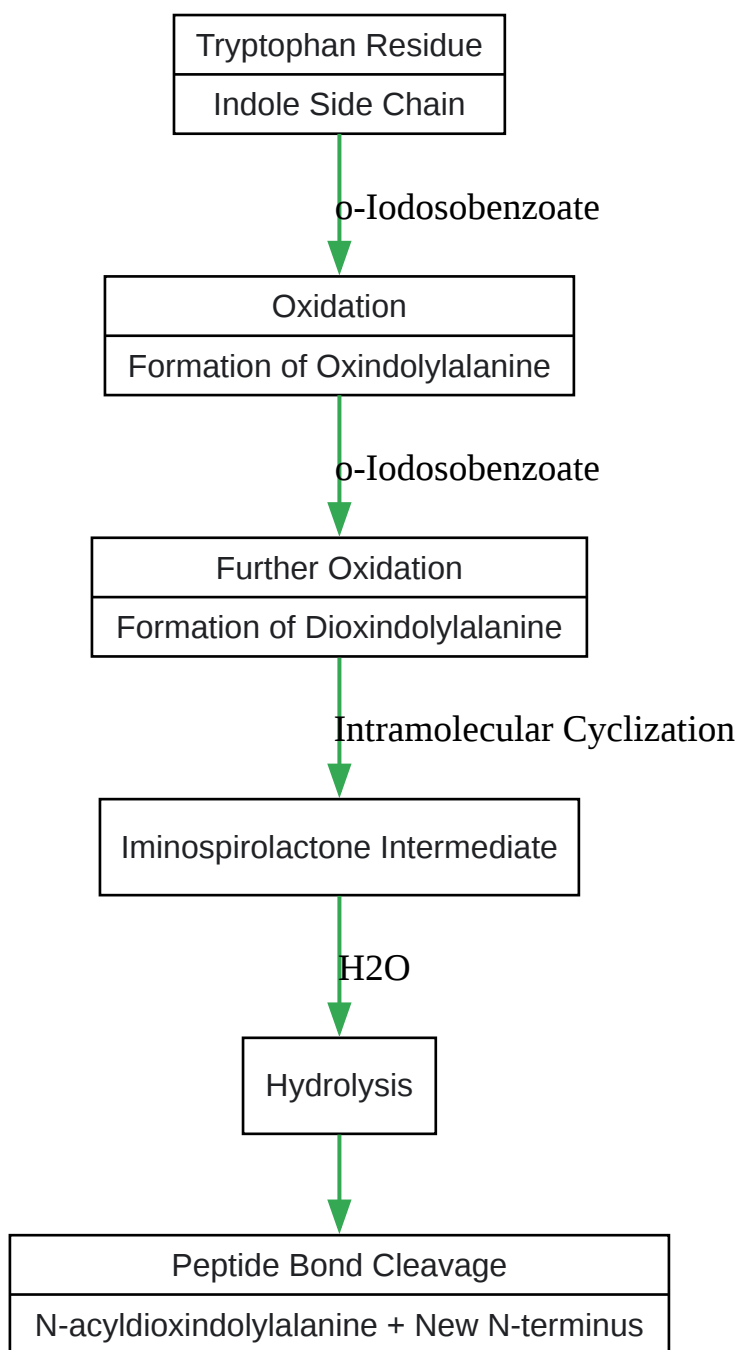 Tryptophan Residue
Indole Side Chain
o-Iodosobenzoate
Oxidation
Formation of Oxindolylalanine
o-Iodosobenzoate
Further Oxidation
Formation of Dioxindolylalanine
Intramolecular Cyclization
Iminospirolactone Intermediate
H2O
Hydrolysis
Peptide Bond Cleavage
N-acyldioxindolylalanine + New N-terminus